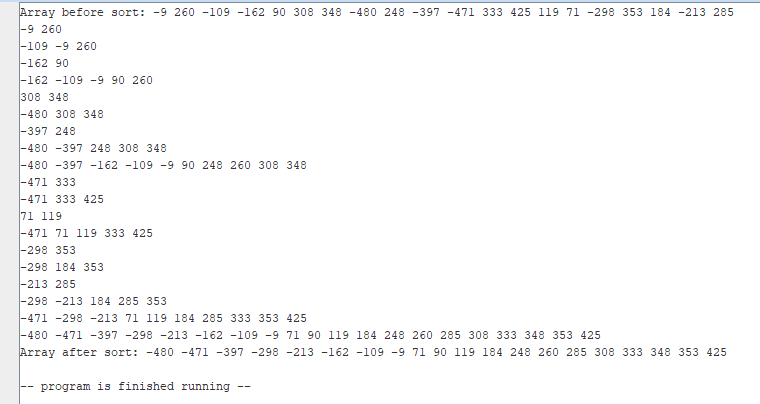 Array before sort: -9 260 -109 -162 90 308 348 -480 248 -397 -471 333 425 119 71 -298 353 184 -213 285
-9 260
-109 -9 260
-162 90
-162 -109 -9 90 260
308 348
-480 308 348
-397 248
-480 -397 248 308 348
-480 -397 -162 -109 -9 90 248 260 308 348
-471 333
-471 333 425
71 119
-471 71 119 333 425
-298 353
-298 184 353
-213 285
-298 -213 184 285 353
-471 -298 -213 71 119 184 285 333 353 425
-480 -471 -397 -298 -213 -162 -109 -9 71 90 119 184 248 260 285 308 333 348 353 425
Array after sort: -480 -471 -397 -298 -213 -162 -109 -9 71 90 119 184 248 260 285 308 333 348 353 425
-- program is finished running --